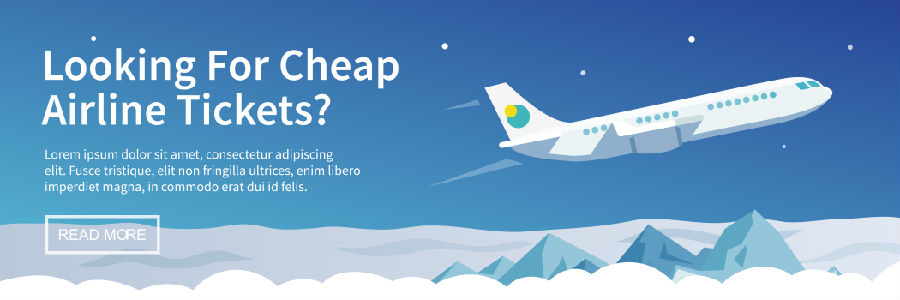 Looking For Cheap
Airline Tickets?
Lorem ipsum dolor sit amet, consectetur adipiscing
elit. Fusce tristique, elit non fringilla ultrices, enim libero
imperdiet magna, in commodo erat dui id felis.
READ MORE